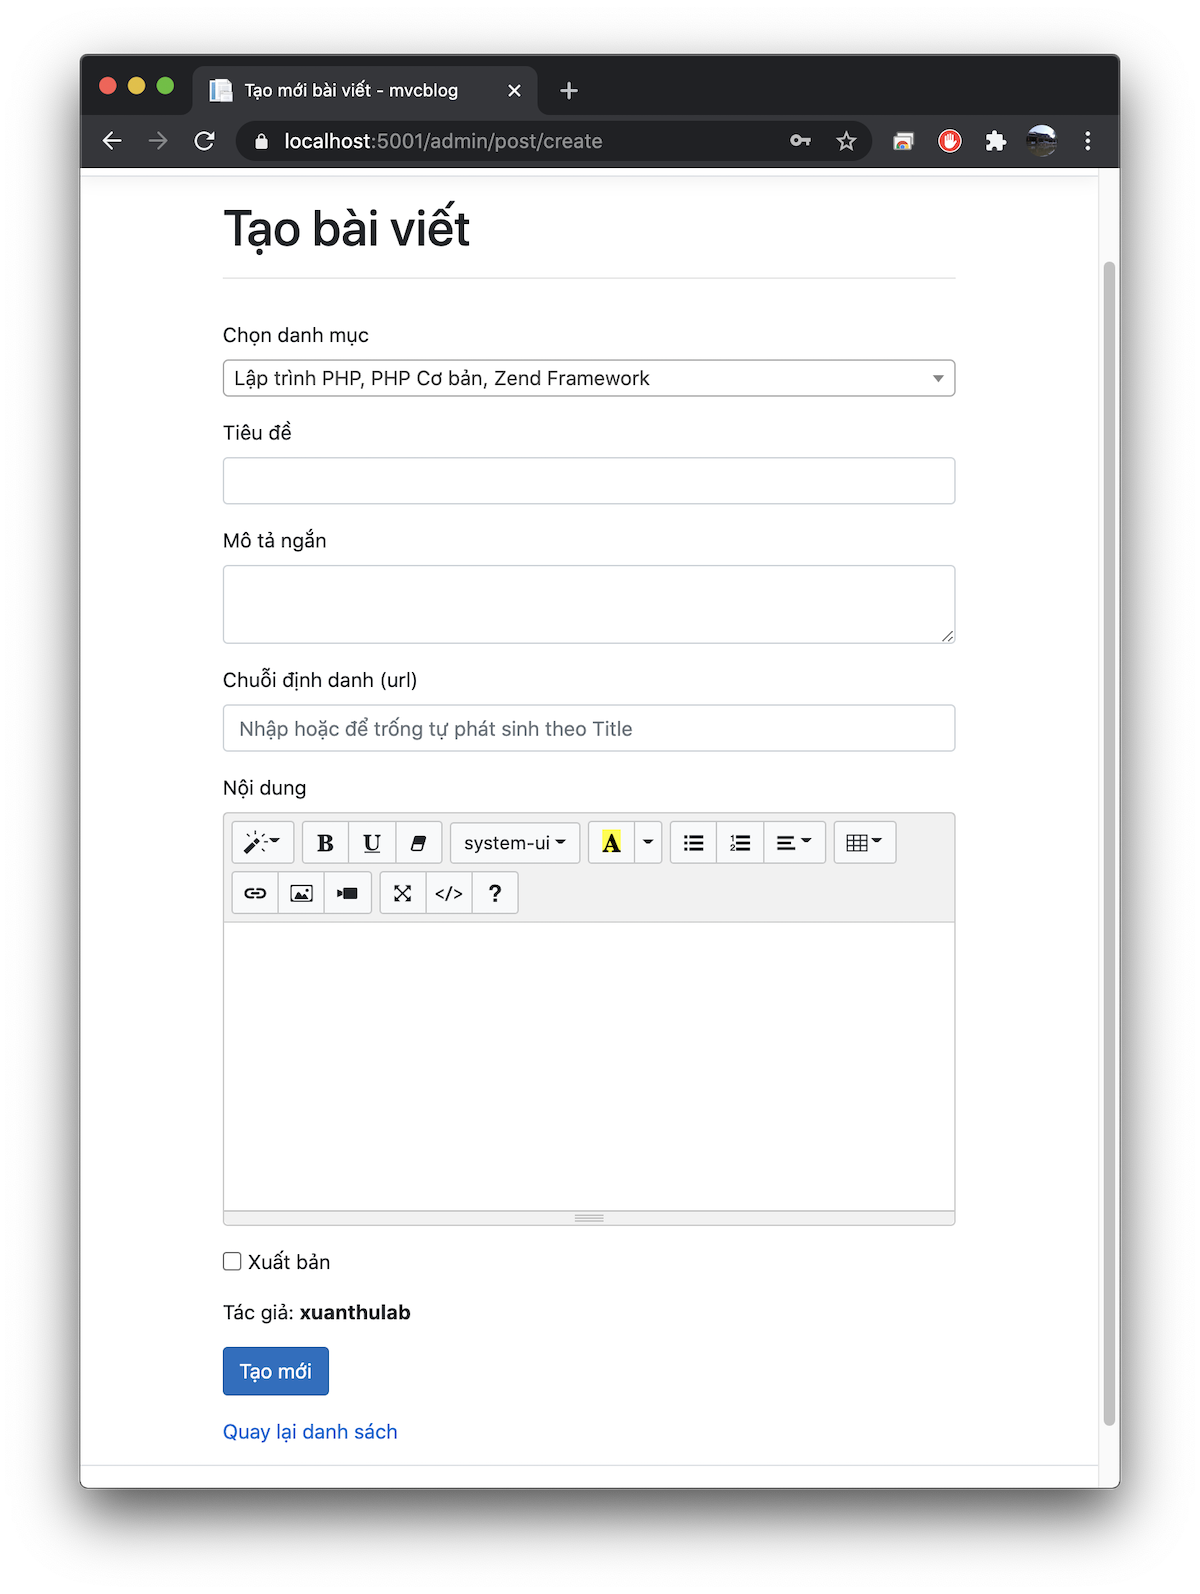 Tạo mới bài viết - mvcblog
localhost:5001/admin/post/create
Tạo bài viết
Chọn danh mục
Lập trình PHP, PHP Cơ bản, Zend Framework
Tiêu đề
Mô tả ngắn
Chuỗi định danh (url)
Nhập hoặc để trống tự phát sinh theo Title
Nội dung
B U system-ui A
</> ?
Xuất bản
Tác giả: xuanthulab
Tạo mới
Quay lại danh sách